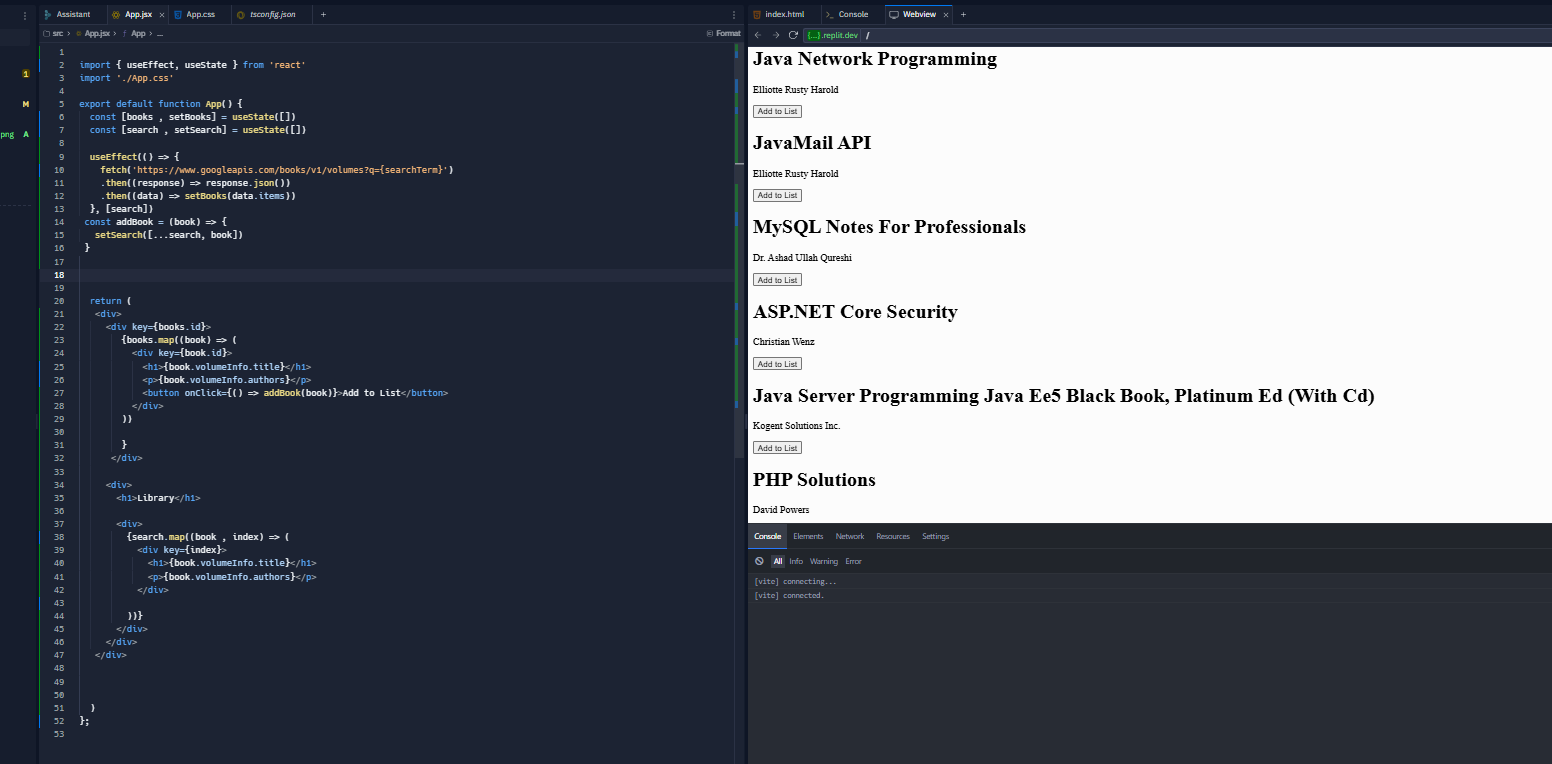 Assistant
App.jsx ×
App.css
tsconfig.json
+
src > App.jsx > f App > ...
Format
1
M
png A
1
2 import { useEffect, useState } from 'react'
3 import './App.css'
4
5 export default function App() {
6 const [books , setBooks] = useState([])
7 const [search , setSearch] = useState([])
8
9 useEffect(() => {
10 fetch('https://www.googleapis.com/books/v1/volumes?q={searchTerm}')
11 .then((response) => response.json())
12 .then((data) => setBooks(data.items))
13 }, [search])
14 const addBook = (book) => {
15 setSearch([...search, book])
16 }
17
18
19
20 return (
21 <div>
22 <div key={books.id}>
23 {books.map((book) => (
24 <div key={book.id}>
25 <h1>{book.volumeInfo.title}</h1>
26 <p>{book.volumeInfo.authors}</p>
27 <button onClick={() => addBook(book)}>Add to List</button>
28 </div>
29 ))
30
31 }
32 </div>
33
34 <div>
35 <h1>Library</h1>
36
37 <div>
38 {search.map((book , index) => (
39 <div key={index}>
40 <h1>{book.volumeInfo.title}</h1>
41 <p>{book.volumeInfo.authors}</p>
42 </div>
43
44 ))}
45 </div>
46 </div>
47 </div>
48
49
50
51 )
52 };
53
index.html
Console
Webview ×
+
{...}.replit.dev /
Java Network Programming
Elliotte Rusty Harold
Add to List
JavaMail API
Elliotte Rusty Harold
Add to List
MySQL Notes For Professionals
Dr. Ashad Ullah Qureshi
Add to List
ASP.NET Core Security
Christian Wenz
Add to List
Java Server Programming Java Ee5 Black Book, Platinum Ed (With Cd)
Kogent Solutions Inc.
Add to List
PHP Solutions
David Powers
Console Elements Network Resources Settings
All Info Warning Error
[vite] connecting...
[vite] connected.